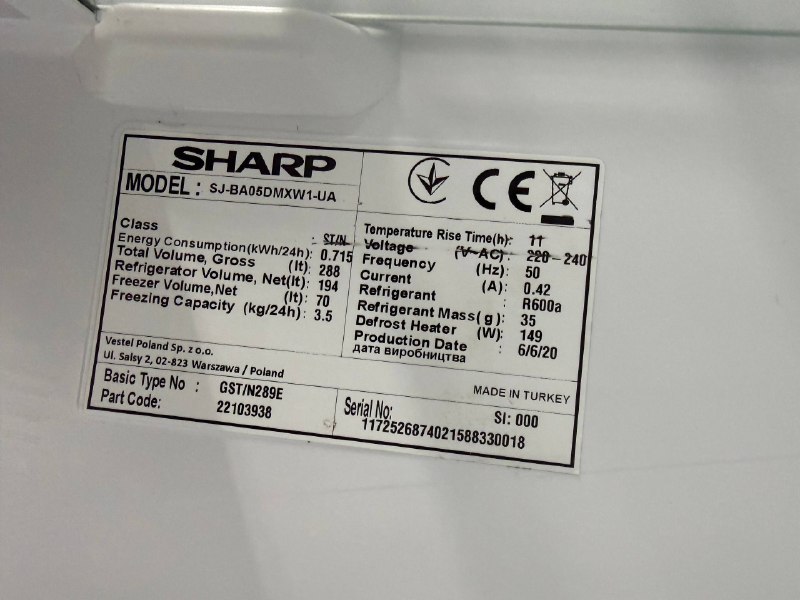 SHARP
MODEL : SJ-BA05DMXW1-UA
CE
Class : ST/N
Energy Consumption(kWh/24h): 0.715
Total Volume, Gross (lt): 288
Refrigerator Volume, Net(lt): 194
Freezer Volume,Net (lt): 70
Freezing Capacity (kg/24h): 3.5
Temperature Rise Time(h): 11
Voltage (V~AC): 220-240
Frequency (Hz): 50
Current (A): 0.42
Refrigerant : R600a
Refrigerant Mass(g): 35
Defrost Heater (W): 149
Production Date : 6/6/20
дата виробництва
Vestel Poland Sp. z o.o.
Ul. Salsy 2, 02-823 Warszawa / Poland
MADE IN TURKEY
Basic Type No : GST/N289E
Part Code: 22103938
SI: 000
Serial No:
1172526874021588330018